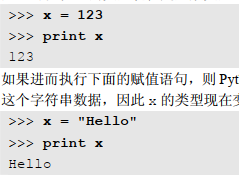 >>> x = 123
>>> print x
123
如果进而执行下面的赋值语句，则 Pyt
这个字符串数据，因此 x 的类型现在变
>>> x = "Hello"
>>> print x
Hello